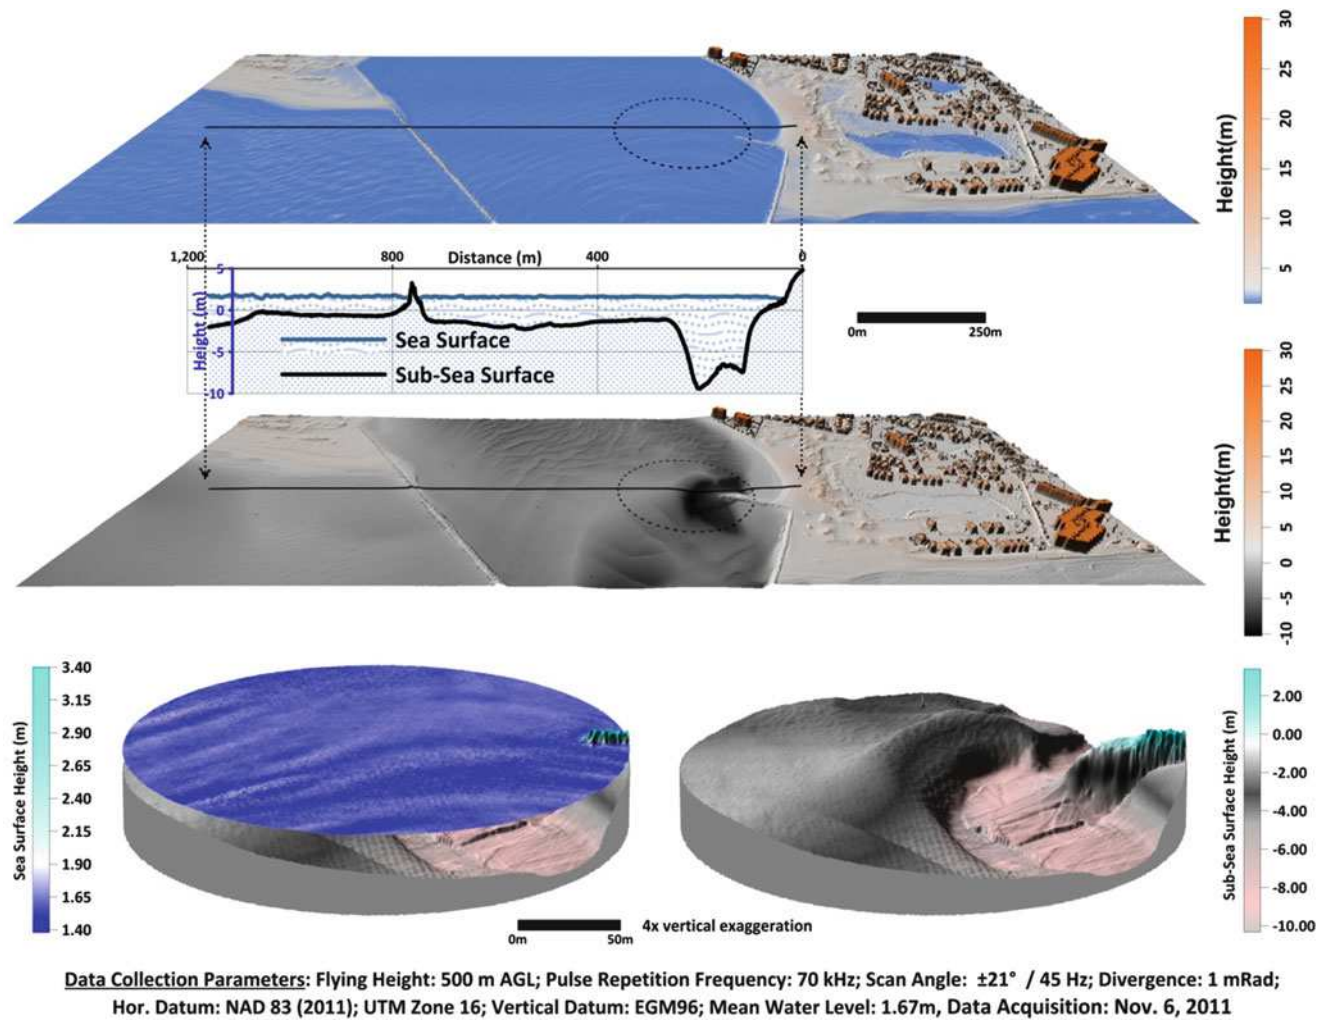 30
25
20
15
10
5
Height(m)
1,200
800
Distance (m)
400
0
5
0
-5
-10
Height (m)
Sea Surface
Sub-Sea Surface
0m
250m
30
25
20
15
10
5
0
-5
-10
Height(m)
Sea Surface Height (m)
3.40
3.15
2.90
2.65
2.40
2.15
1.90
1.65
1.40
Sub-Sea Surface Height (m)
2.00
0.00
-2.00
-4.00
-6.00
-8.00
-10.00
0m
50m
4x vertical exaggeration
Data Collection Parameters: Flying Height: 500 m AGL; Pulse Repetition Frequency: 70 kHz; Scan Angle: ±21° / 45 Hz; Divergence: 1 mRad;
Hor. Datum: NAD 83 (2011); UTM Zone 16; Vertical Datum: EGM96; Mean Water Level: 1.67m, Data Acquisition: Nov. 6, 2011